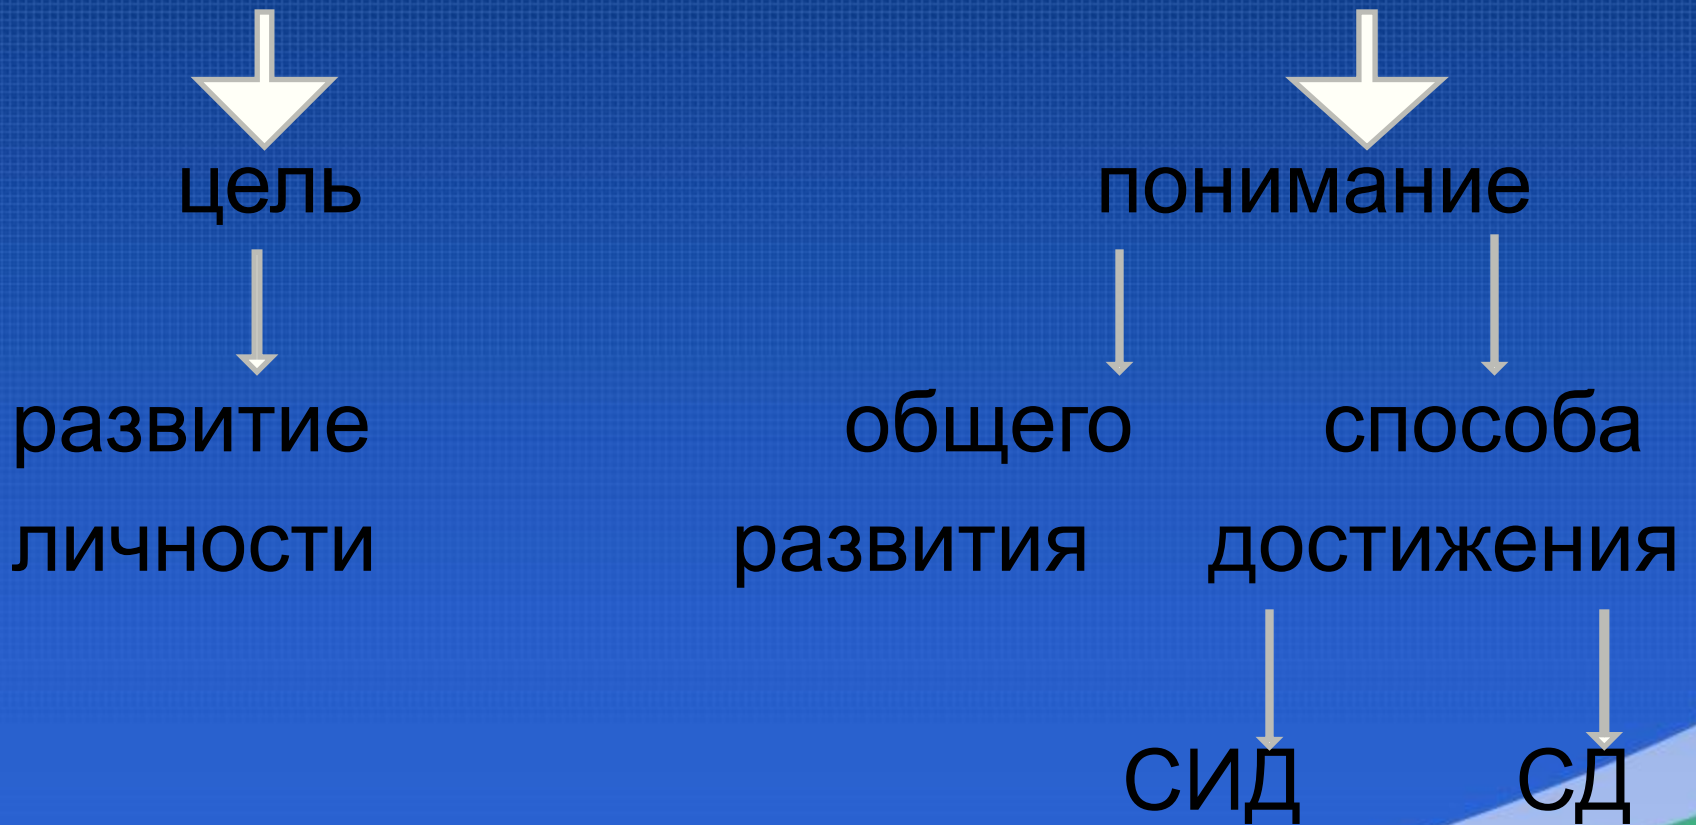 цель понимание
развитие общего способа
личности развития достижения
СИД СД